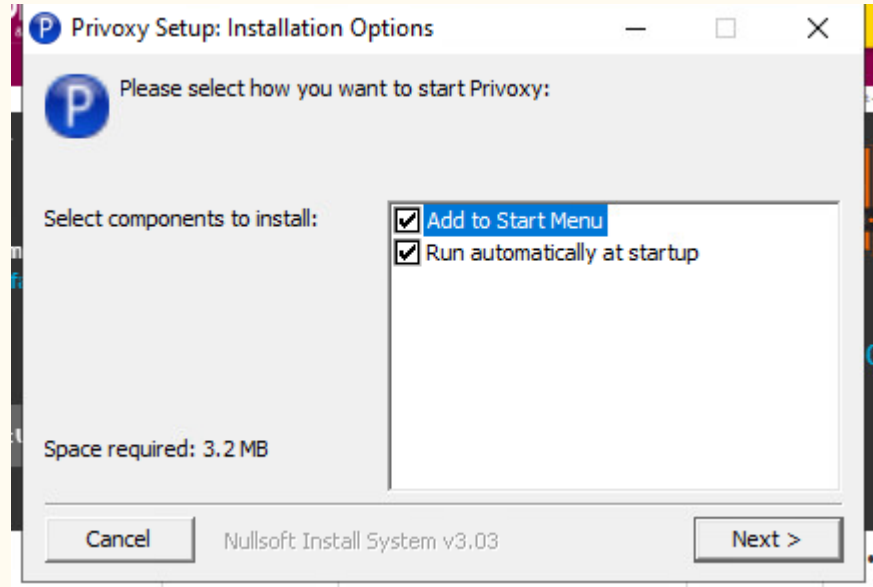 P Privoxy Setup: Installation Options
P Please select how you want to start Privoxy:
Select components to install:
Add to Start Menu
Run automatically at startup
Space required: 3.2 MB
Cancel
Nullsoft Install System v3.03
Next >